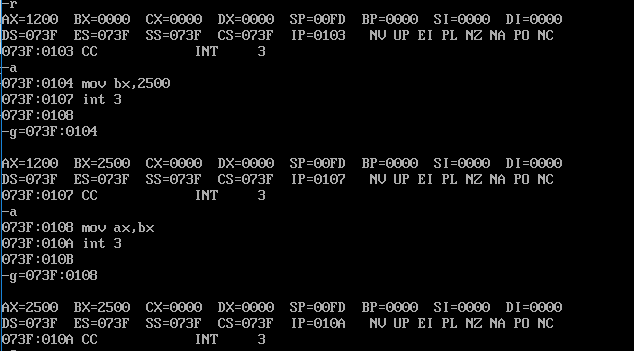 -r
AX=1200 BX=0000 CX=0000 DX=0000 SP=00FD BP=0000 SI=0000 DI=0000
DS=073F ES=073F SS=073F CS=073F IP=0103 NV UP EI PL NZ NA PO NC
073F:0103 CC INT 3
-a
073F:0104 mov bx,2500
073F:0107 int 3
073F:0108
-g=073F:0104
AX=1200 BX=2500 CX=0000 DX=0000 SP=00FD BP=0000 SI=0000 DI=0000
DS=073F ES=073F SS=073F CS=073F IP=0107 NV UP EI PL NZ NA PO NC
073F:0107 CC INT 3
-a
073F:0108 mov ax,bx
073F:010A int 3
073F:010B
-g=073F:0108
AX=2500 BX=2500 CX=0000 DX=0000 SP=00FD BP=0000 SI=0000 DI=0000
DS=073F ES=073F SS=073F CS=073F IP=010A NV UP EI PL NZ NA PO NC
073F:010A CC INT 3